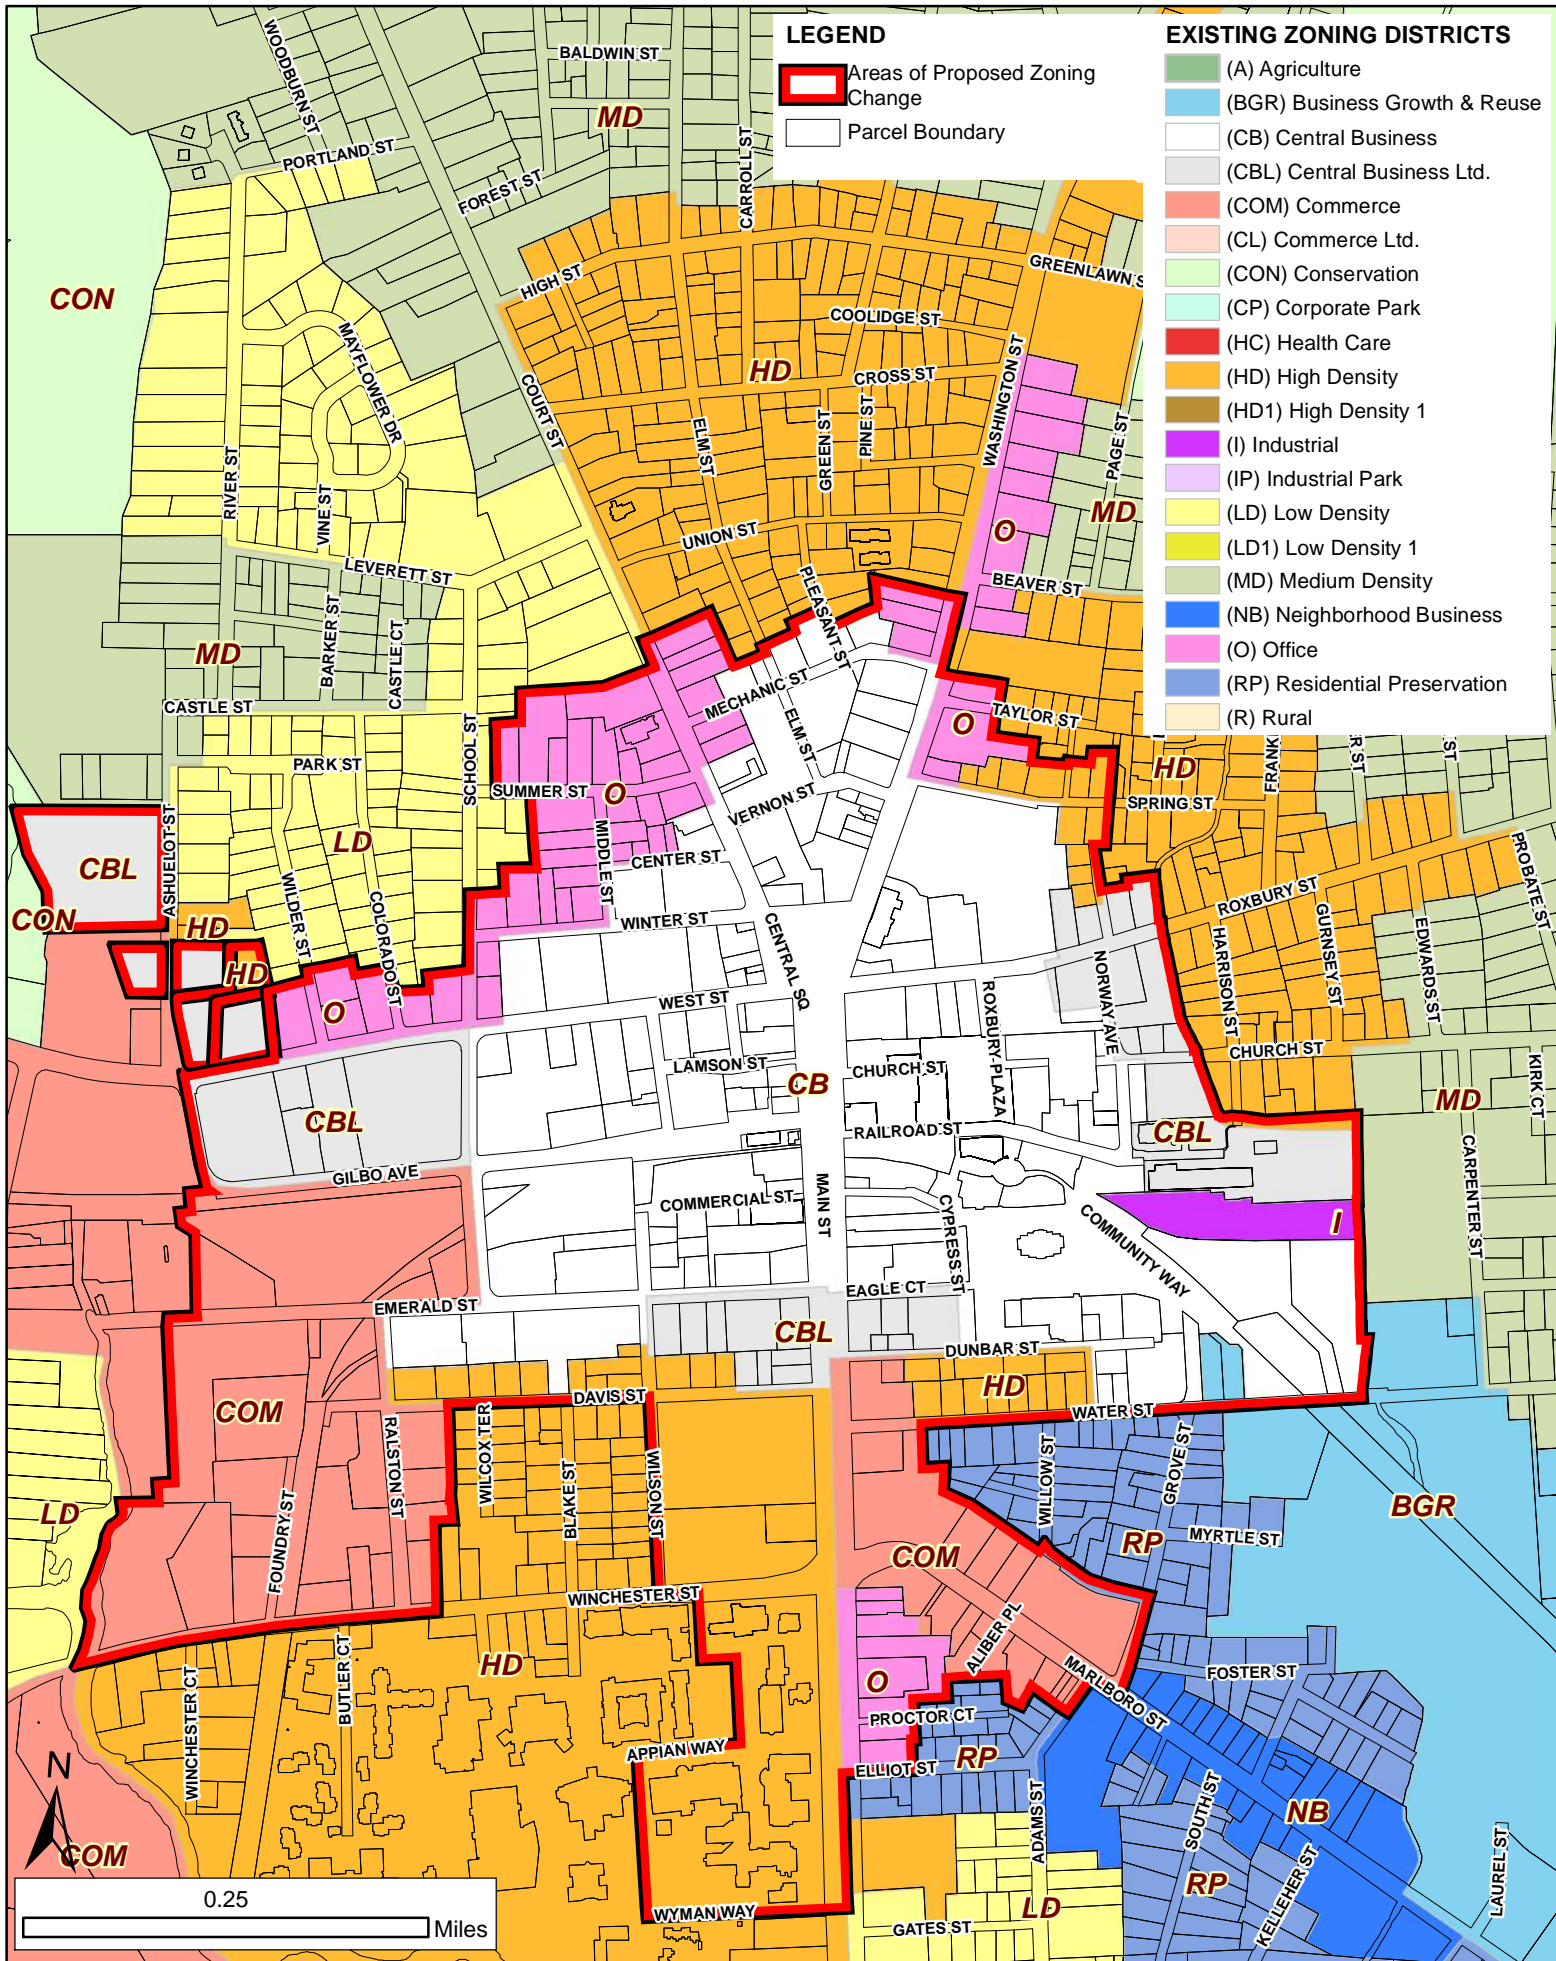 LEGEND
Areas of Proposed Zoning
Change
Parcel Boundary
EXISTING ZONING DISTRICTS
(A) Agriculture
(BGR) Business Growth & Reuse
(CB) Central Business
(CBL) Central Business Ltd.
(COM) Commerce
(CL) Commerce Ltd.
(CON) Conservation
(CP) Corporate Park
(HC) Health Care
(HD) High Density
(HD1) High Density 1
(I) Industrial
(IP) Industrial Park
(LD) Low Density
(LD1) Low Density 1
(MD) Medium Density
(NB) Neighborhood Business
(O) Office
(RP) Residential Preservation
(R) Rural
WOODBURN ST
BALDWIN ST
MD
PORTLAND ST
FOREST ST
CARROLL ST
CON
HIGH ST
GREENLAWN S
COOLIDGE ST
MAYFLOWER DR
HD
CROSS ST
WASHINGTON ST
COURT ST
ELM ST
GREEN ST
PINE ST
PAGE ST
RIVER ST
VINE ST
MD
O
UNION ST
LEVERETT ST
PLEASANT ST
BEAVER ST
BARKER ST
CASTLE CT
MD
MECHANIC ST
CASTLE ST
TAYLOR ST
O
SCHOOL ST
ELM ST
PARK ST
HD
FRANK
ER ST
ST
SUMMER ST
O
VERNON ST
SPRING ST
ASHUELOT ST
LD
MIDDLE ST
CENTER ST
PROBATE ST
CBL
WILDER ST
COLORADO ST
ROXBURY ST
CON
HD
WINTER ST
CENTRAL SQ
GURNSEY ST
EDWARDS ST
HARRISON ST
NORWAY AVE
HD
O
WEST ST
ROXBURY PLAZA
CHURCH ST
LAMSON ST
CHURCH ST
CB
KIRK CT
MD
CBL
RAILROAD ST
CBL
GILBO AVE
CARPENTER ST
COMMERCIAL ST
MAIN ST
CYPRESS ST
COMMUNITY WAY
I
EAGLE CT
EMERALD ST
CBL
DUNBAR ST
HD
DAVIS ST
WATER ST
COM
RALSTON ST
WILCOX TER
BLAKE ST
WILSON ST
WILLOW ST
GROVE ST
LD
FOUNDRY ST
BGR
MYRTLE ST
RP
COM
WINCHESTER ST
ALIBER PL
HD
O
MARLBORO ST
FOSTER ST
WINCHESTER CT
BUTLER CT
PROCTOR CT
APPIAN WAY
RP
ELLIOT ST
N
ADAMS ST
SOUTH ST
NB
COM
RP
KELLEHER ST
LAUREL ST
0.25
Miles
WYMAN WAY
GATES ST
LD